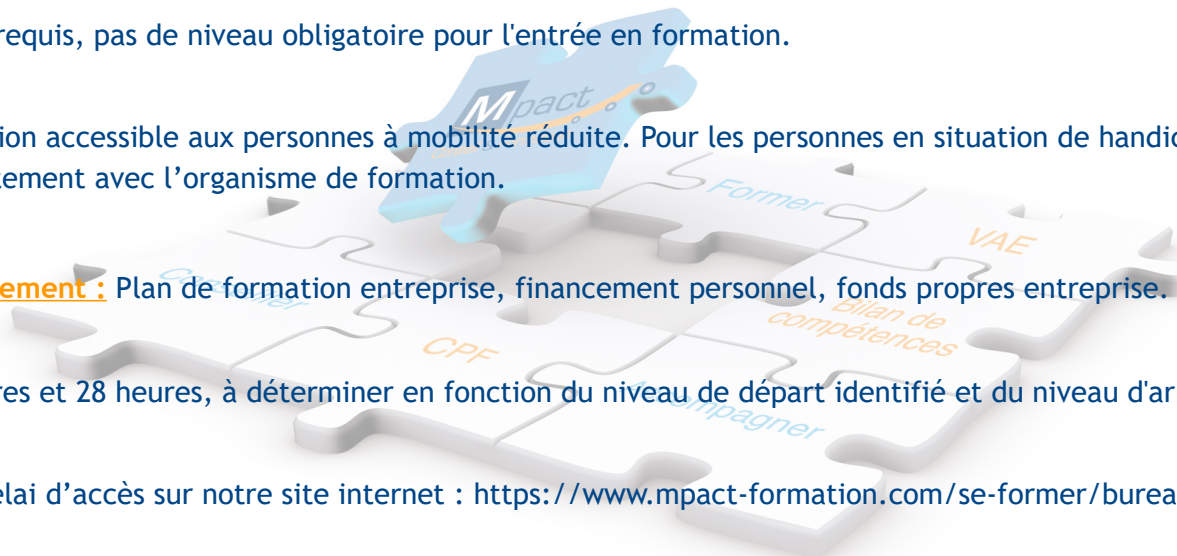 requis, pas de niveau obligatoire pour l'entrée en formation.
Mpact
ion accessible aux personnes à mobilité réduite. Pour les personnes en situation de handic
tement avec l’organisme de formation.
Former
VAE
ement : Plan de formation entreprise, financement personnel, fonds propres entreprise.
Bilan de
compétences
CPF
res et 28 heures, à déterminer en fonction du niveau de départ identifié et du niveau d'ar
élai d’accès sur notre site internet : https://www.mpact-formation.com/se-former/burea